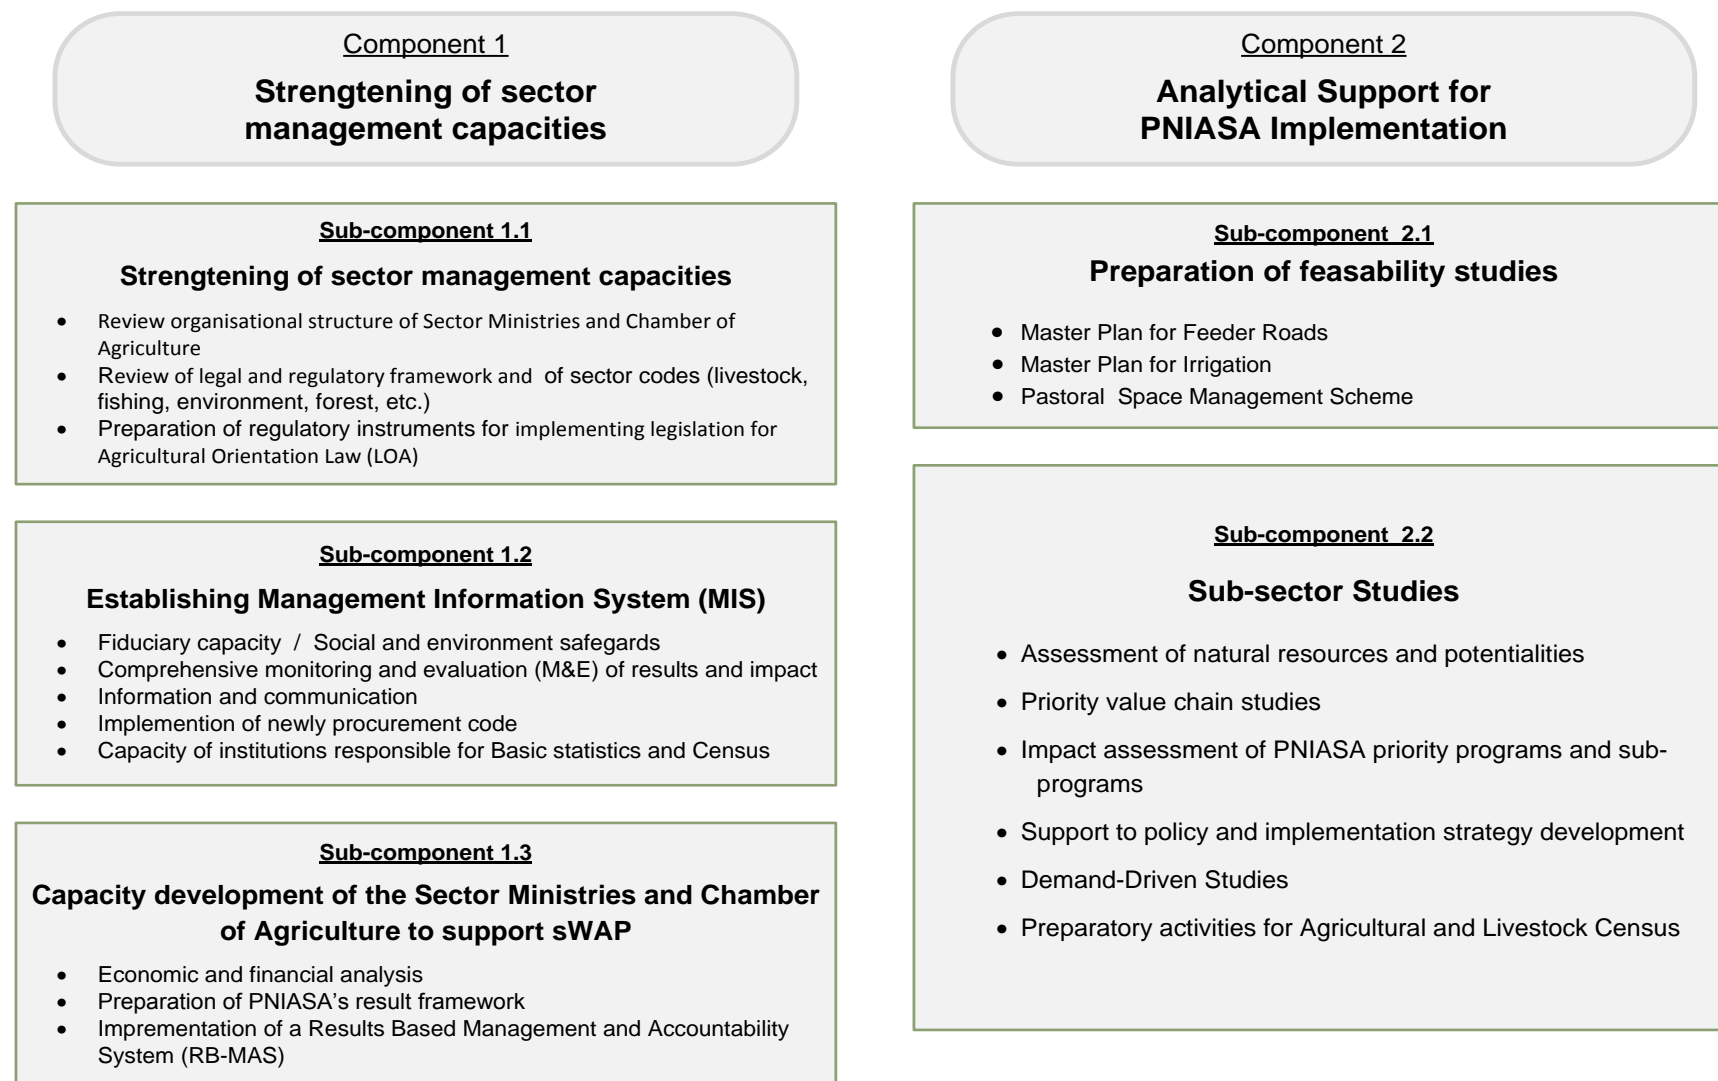 Component 1
Strengtening of sector
management capacities
Sub-component 1.1
Strengtening of sector management capacities
• Review organisational structure of Sector Ministries and Chamber of
Agriculture
• Review of legal and regulatory framework and of sector codes (livestock,
fishing, environment, forest, etc.)
• Preparation of regulatory instruments for implementing legislation for
Agricultural Orientation Law (LOA)
Sub-component 1.2
Establishing Management Information System (MIS)
• Fiduciary capacity / Social and environment safegards
• Comprehensive monitoring and evaluation (M&E) of results and impact
• Information and communication
• Implemention of newly procurement code
• Capacity of institutions responsible for Basic statistics and Census
Sub-component 1.3
Capacity development of the Sector Ministries and Chamber
of Agriculture to support sWAP
• Economic and financial analysis
• Preparation of PNIASA’s result framework
• Imprementation of a Results Based Management and Accountability
System (RB-MAS)
Component 2
Analytical Support for
PNIASA Implementation
Sub-component 2.1
Preparation of feasability studies
• Master Plan for Feeder Roads
• Master Plan for Irrigation
• Pastoral Space Management Scheme
Sub-component 2.2
Sub-sector Studies
• Assessment of natural resources and potentialities
• Priority value chain studies
• Impact assessment of PNIASA priority programs and sub-
programs
• Support to policy and implementation strategy development
• Demand-Driven Studies
• Preparatory activities for Agricultural and Livestock Census